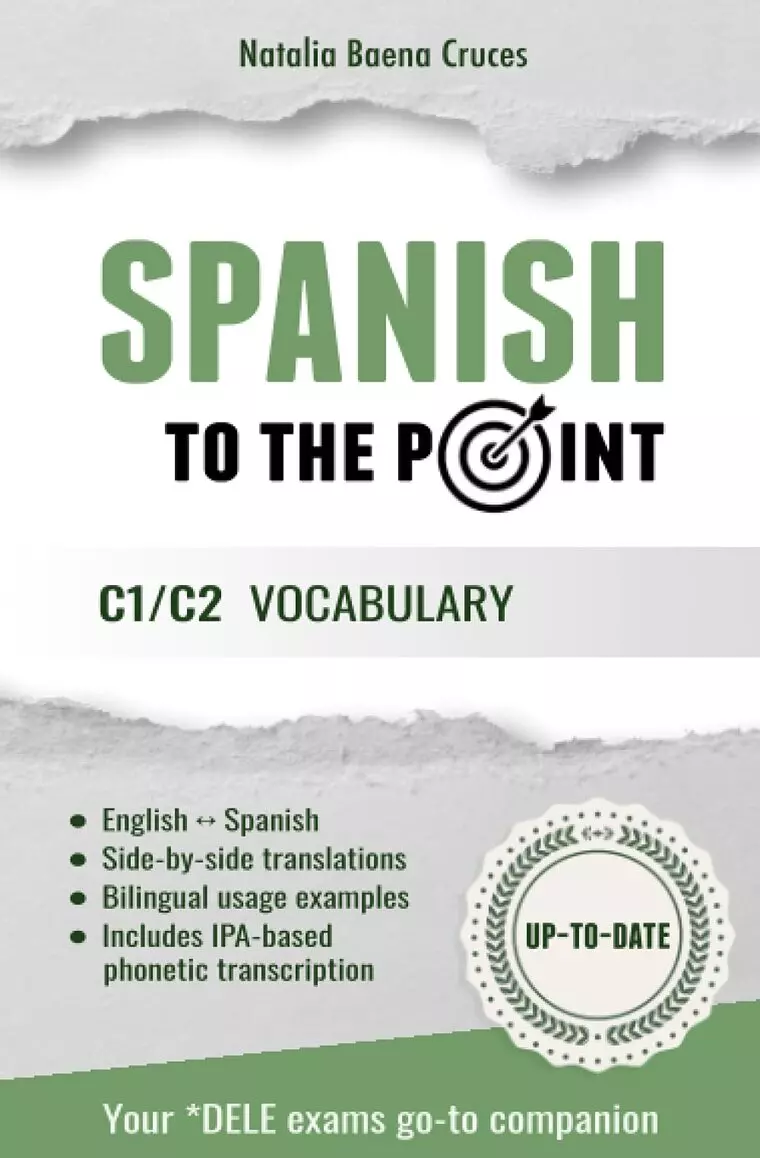 Natalia Baena Cruces
SPANISH
TO THE POINT
C1/C2 VOCABULARY
• English ↔ Spanish
• Side-by-side translations
• Bilingual usage examples
• Includes IPA-based
phonetic transcription
UP-TO-DATE
Your *DELE exams go-to companion